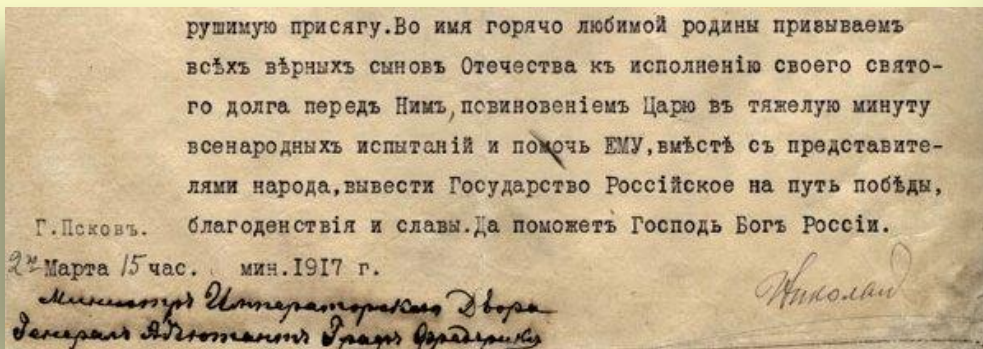 рушимую присягу.Во имя горячо любимой родины призываемъ
всѣхъ вѣрныхъ сыновъ Отечества къ исполненію своего свято-
го долга передъ Нимъ, повиновеніемъ Царю въ тяжелую минуту
всенародныхъ испытаній и помочь ЕМУ, вмѣстѣ съ представите-
лями народа, вывести Государство Россійское на путь побѣды,
благоденствія и славы.Да поможетъ Господь Богъ Россіи.
Г.Псковъ.
2го Марта 15 час. мин.1917 г.
Николай
Министръ Императорскаго Двора
Генералъ Адъютантъ Графъ Фредериксъ